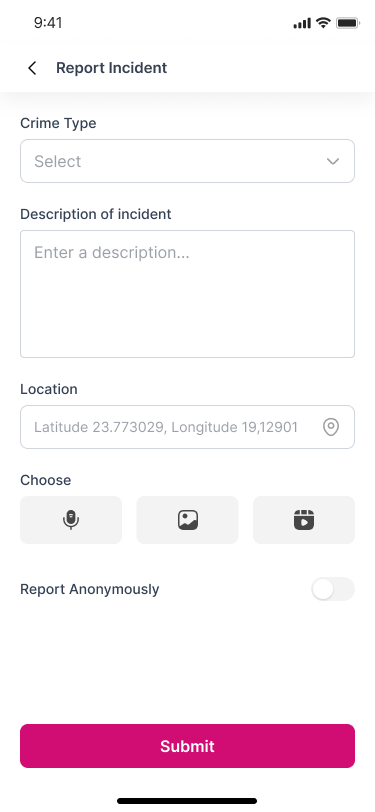 9:41
Report Incident
Crime Type
Select
Description of incident
Enter a description...
Location
Latitude 23.773029, Longitude 19,12901
Choose
Report Anonymously
Submit